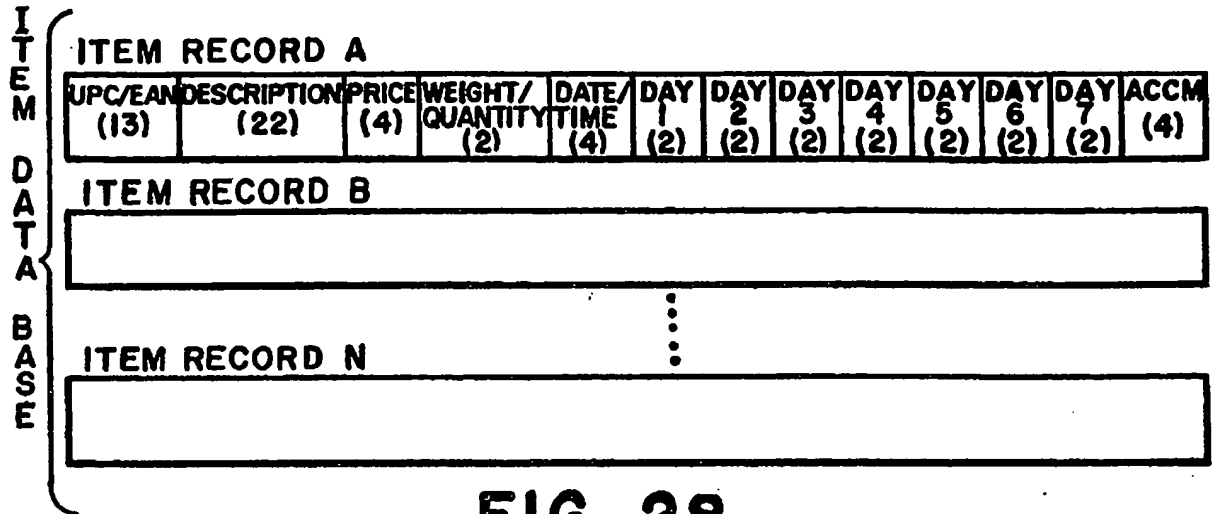 ITEM DATA BASE
ITEM RECORD A
UPC/EAN (13)
DESCRIPTION (22)
PRICE (4)
WEIGHT/ QUANTITY (2)
DATE/ TIME (4)
DAY 1 (2)
DAY 2 (2)
DAY 3 (2)
DAY 4 (2)
DAY 5 (2)
DAY 6 (2)
DAY 7 (2)
ACCM (4)
ITEM RECORD B
ITEM RECORD N